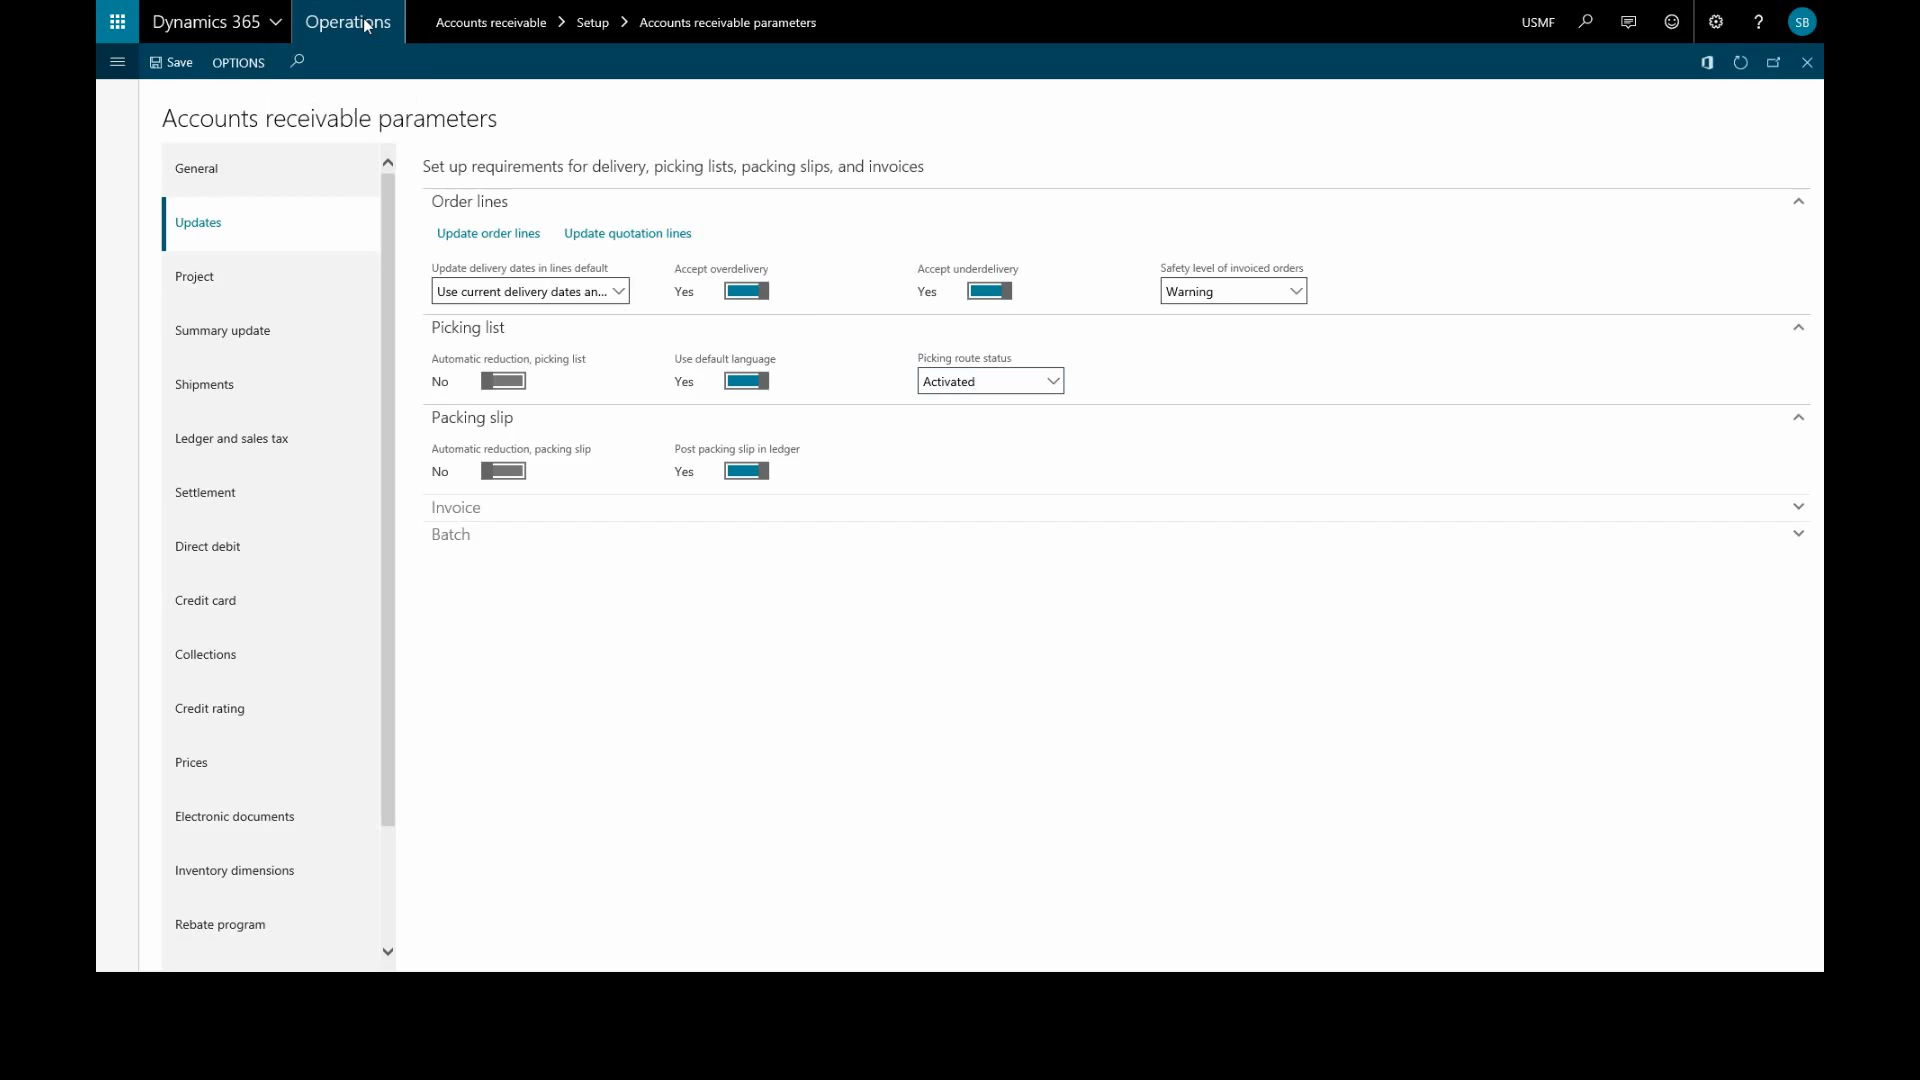 Dynamics 365
Operations
Accounts receivable
Setup
Accounts receivable parameters
USMF
?
SB
Save
OPTIONS
Accounts receivable parameters
General
Updates
Project
Summary update
Shipments
Ledger and sales tax
Settlement
Direct debit
Credit card
Collections
Credit rating
Prices
Electronic documents
Inventory dimensions
Rebate program
Set up requirements for delivery, picking lists, packing slips, and invoices
Order lines
Update order lines
Update quotation lines
Update delivery dates in lines default
Use current delivery dates an...
Accept overdelivery
Yes
Accept underdelivery
Yes
Safety level of invoiced orders
Warning
Picking list
Automatic reduction, picking list
No
Use default language
Yes
Picking route status
Activated
Packing slip
Automatic reduction, packing slip
No
Post packing slip in ledger
Yes
Invoice
Batch